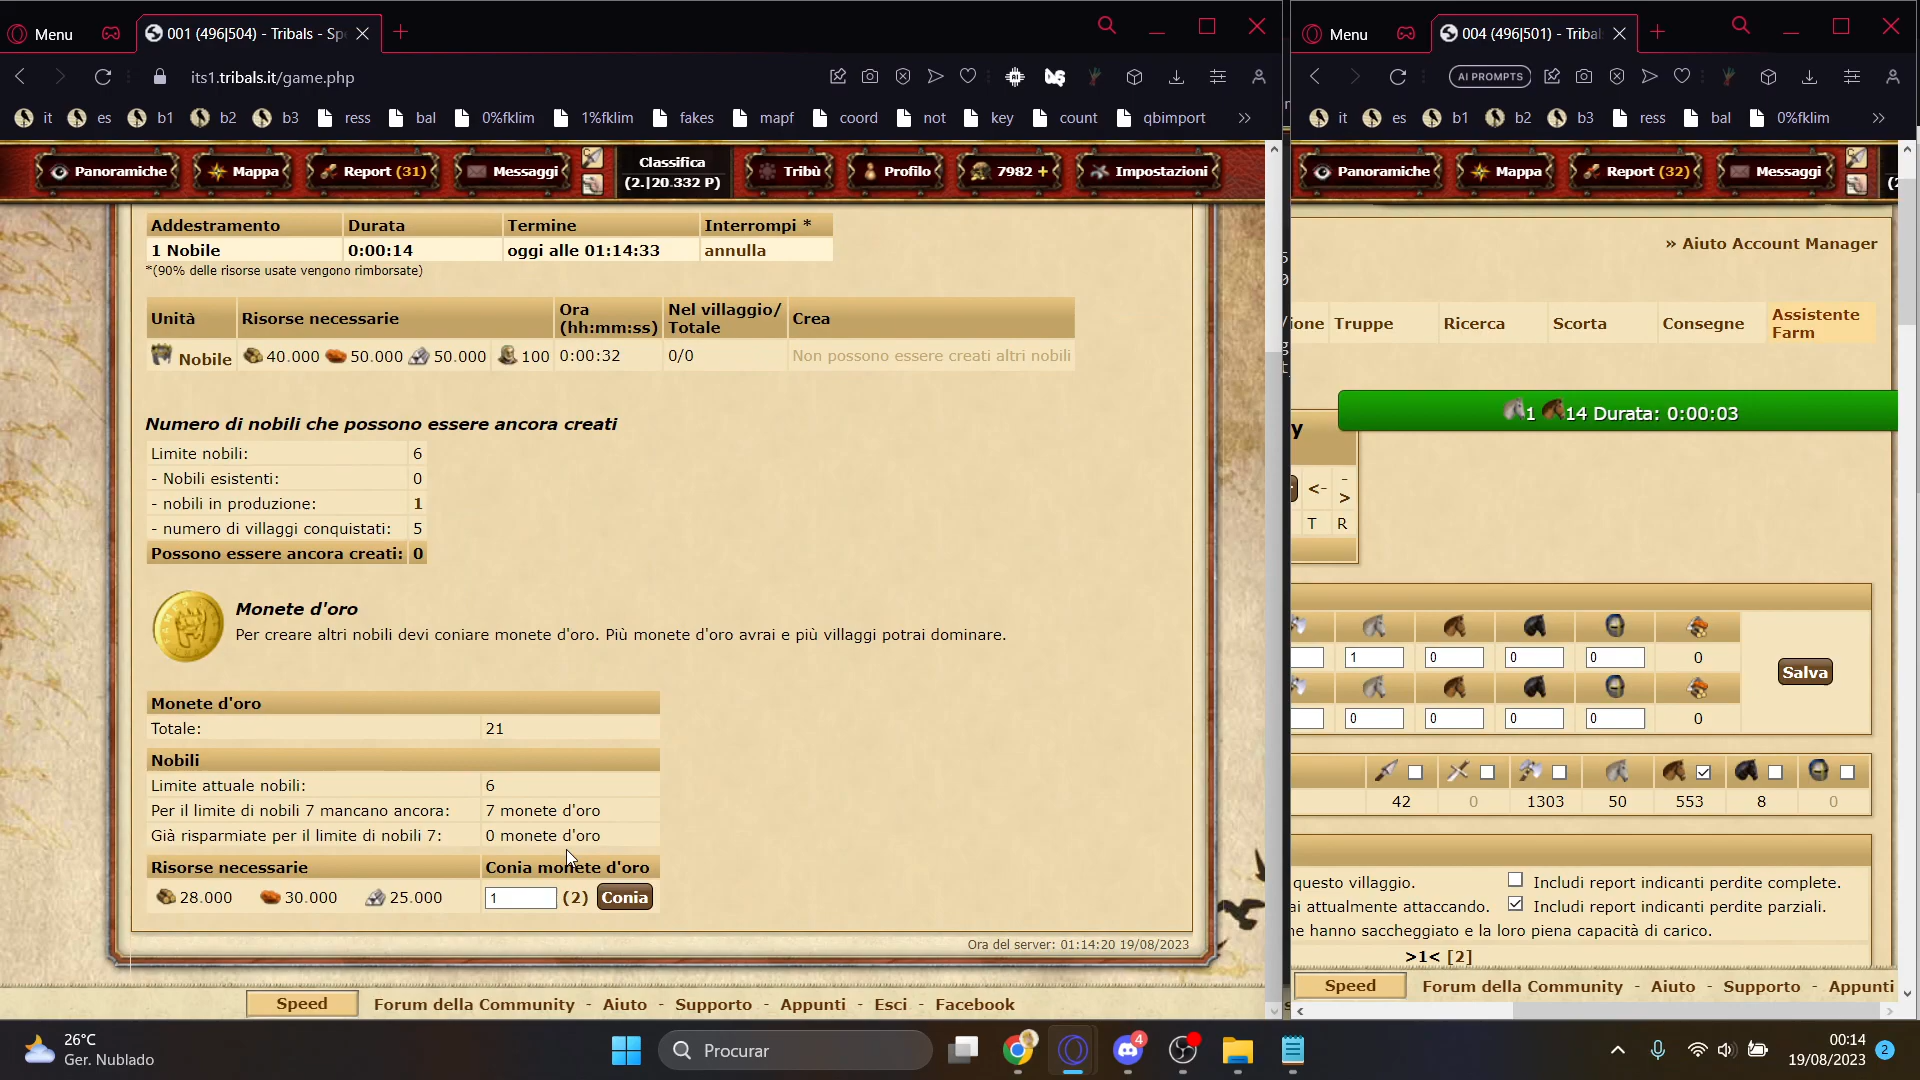 Menu
001 (496|504) - Tribals - Sp
its1.tribals.it/game.php
it es b1 b2 b3 ress bal 0%fklim 1%fklim fakes mapf coord not key count qbimport »
Panoramiche Mappa Report (31) Messaggi Classifica (2.|20.332 P) Tribù Profilo 7982 + Impostazioni
Addestramento Durata Termine Interrompi *
1 Nobile 0:00:14 oggi alle 01:14:33 annulla
*(90% delle risorse usate vengono rimborsate)
Unità Risorse necessarie Ora (hh:mm:ss) Nel villaggio/ Totale Crea
Nobile 40.000 50.000 50.000 100 0:00:32 0/0 Non possono essere creati altri nobili
Numero di nobili che possono essere ancora creati
Limite nobili: 6
- Nobili esistenti: 0
- nobili in produzione: 1
- numero di villaggi conquistati: 5
Possono essere ancora creati: 0
Monete d'oro
Per creare altri nobili devi coniare monete d'oro. Più monete d'oro avrai e più villaggi potrai dominare.
Monete d'oro
Totale: 21
Nobili
Limite attuale nobili: 6
Per il limite di nobili 7 mancano ancora: 7 monete d'oro
Già risparmiate per il limite di nobili 7: 0 monete d'oro
Risorse necessarie Conia monete d'oro
28.000 30.000 25.000 1 (2) Conia
Ora del server: 01:14:20 19/08/2023
Speed Forum della Community - Aiuto - Supporto - Appunti - Esci - Facebook
Menu
004 (496|501) - Tribal
AI PROMPTS
it es b1 b2 b3 ress bal 0%fklim »
Panoramiche Mappa Report (32) Messaggi (2
» Aiuto Account Manager
ione Truppe Ricerca Scorta Consegne Assistente Farm
1 14 Durata: 0:00:03
y
<- ->
T R
1 0 0 0 0
Salva
0 0 0 0 0
42 0 1303 50 553 8 0
questo villaggio. Includi report indicanti perdite complete.
ai attualmente attaccando. Includi report indicanti perdite parziali.
he hanno saccheggiato e la loro piena capacità di carico.
>1< [2]
Speed Forum della Community - Aiuto - Supporto - Appunti
26°C
Ger. Nublado
Procurar
4
00:14
19/08/2023
2